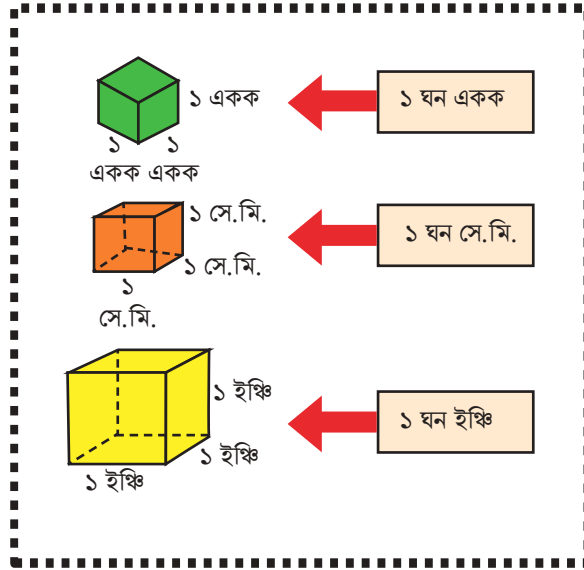 ১ একক
১ ঘন একক
১ ১
একক একক
১ সে.মি.
১ ঘন সে.মি.
১ সে.মি.
১
সে.মি.
১ ইঞ্চি
১ ঘন ইঞ্চি
১ ইঞ্চি
১ ইঞ্চি